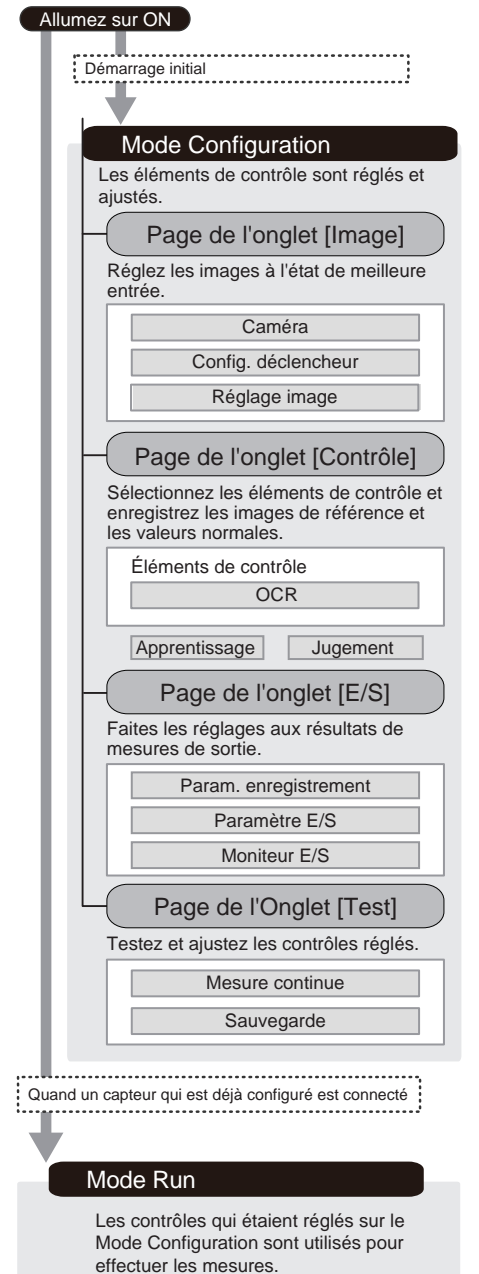 Allumez sur ON
Démarrage initial
Mode Configuration
Les éléments de contrôle sont réglés et
ajustés.
Page de l'onglet [Image]
Réglez les images à l'état de meilleure
entrée.
Caméra
Config. déclencheur
Réglage image
Page de l'onglet [Contrôle]
Sélectionnez les éléments de contrôle et
enregistrez les images de référence et
les valeurs normales.
Éléments de contrôle
OCR
Apprentissage Jugement
Page de l'onglet [E/S]
Faites les réglages aux résultats de
mesures de sortie.
Param. enregistrement
Paramètre E/S
Moniteur E/S
Page de l'Onglet [Test]
Testez et ajustez les contrôles réglés.
Mesure continue
Sauvegarde
Quand un capteur qui est déjà configuré est connecté
Mode Run
Les contrôles qui étaient réglés sur le
Mode Configuration sont utilisés pour
effectuer les mesures.